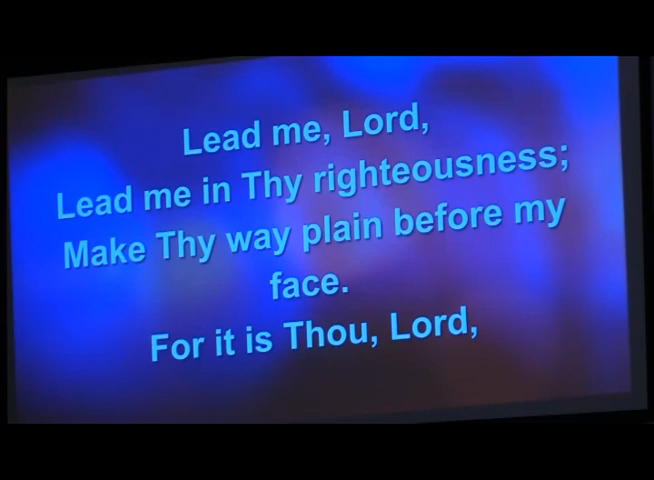 Lead me, Lord,
Lead me in Thy righteousness;
Make Thy way plain before my
face.
For it is Thou, Lord,